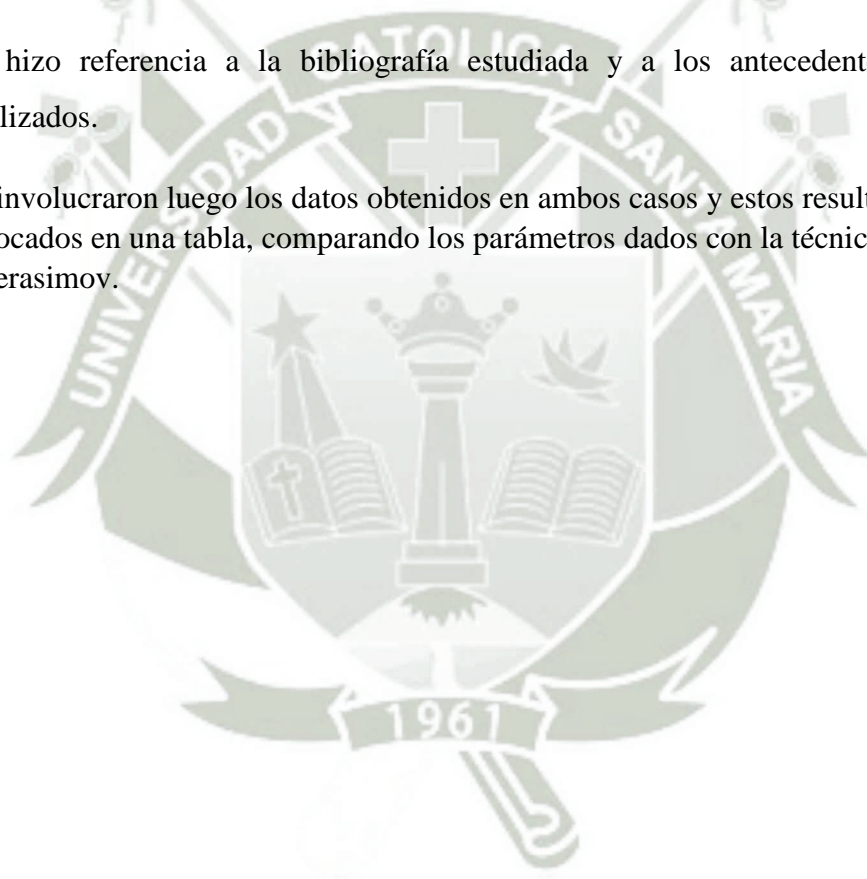 hizo referencia a la bibliografía estudiada y a los antecedent
lizados.
involucraron luego los datos obtenidos en ambos casos y estos result
ocados en una tabla, comparando los parámetros dados con la técnic
erasimov.
UNIVERSIDAD CATOLICA SANTA MARIA
1961